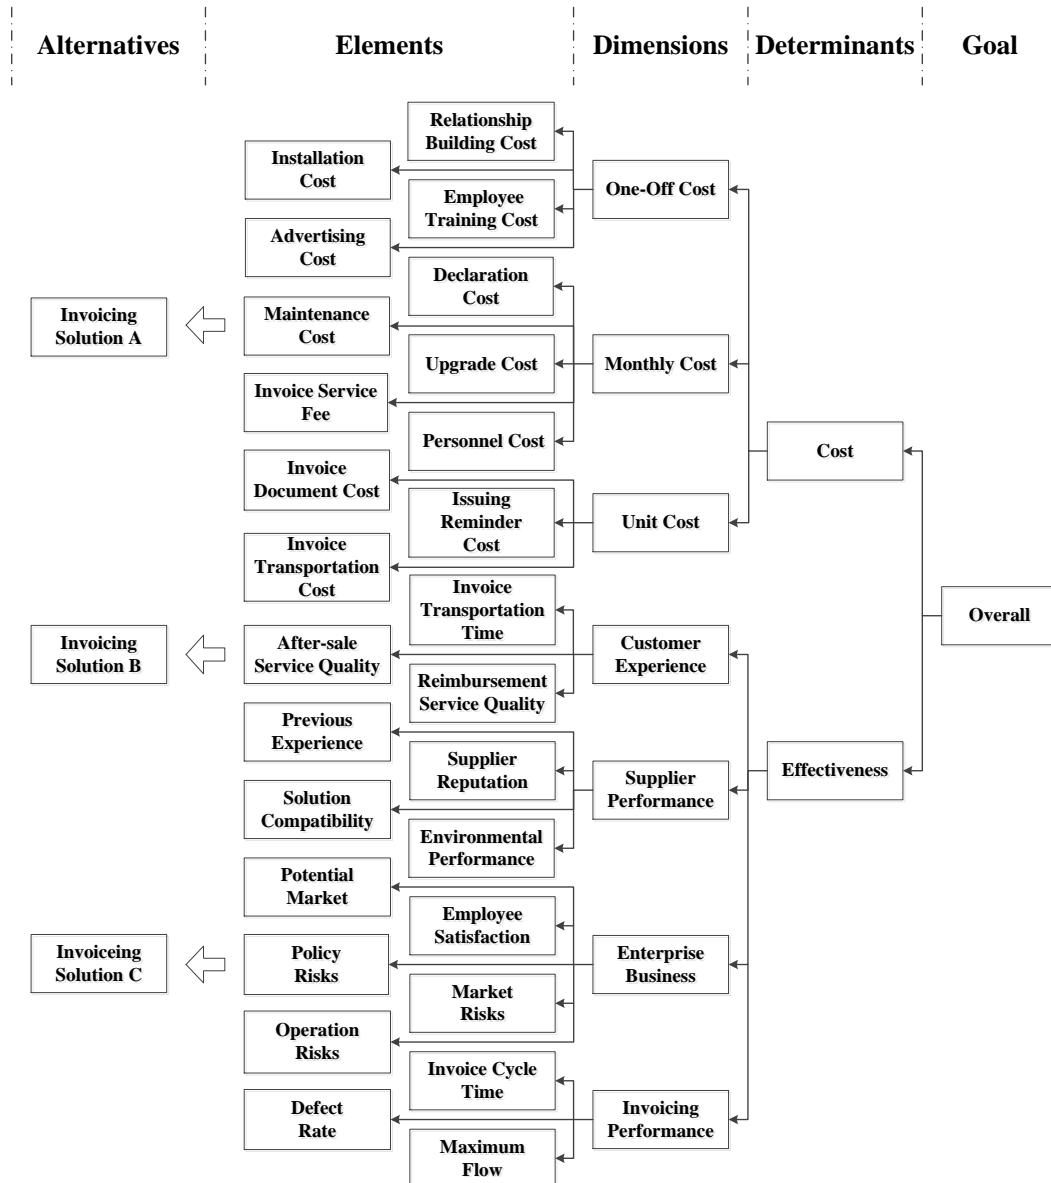 Alternatives
Elements
Dimensions
Determinants
Goal
Relationship
Building Cost
Installation
Cost
Employee
Training Cost
Advertising
Cost
One-Off Cost
Declaration
Cost
Maintenance
Cost
Upgrade Cost
Invoice Service
Fee
Personnel Cost
Monthly Cost
Invoicing
Solution A
Invoice
Document Cost
Issuing
Reminder
Cost
Invoice
Transportation
Cost
Unit Cost
Cost
Invoice
Transportation
Time
After-sale
Service Quality
Reimbursement
Service Quality
Customer
Experience
Invoicing
Solution B
Overall
Previous
Experience
Supplier
Reputation
Solution
Compatibility
Environmental
Performance
Supplier
Performance
Effectiveness
Potential
Market
Employee
Satisfaction
Policy
Risks
Market
Risks
Operation
Risks
Enterprise
Business
Invoiceing
Solution C
Invoice Cycle
Time
Defect
Rate
Maximum
Flow
Invoicing
Performance